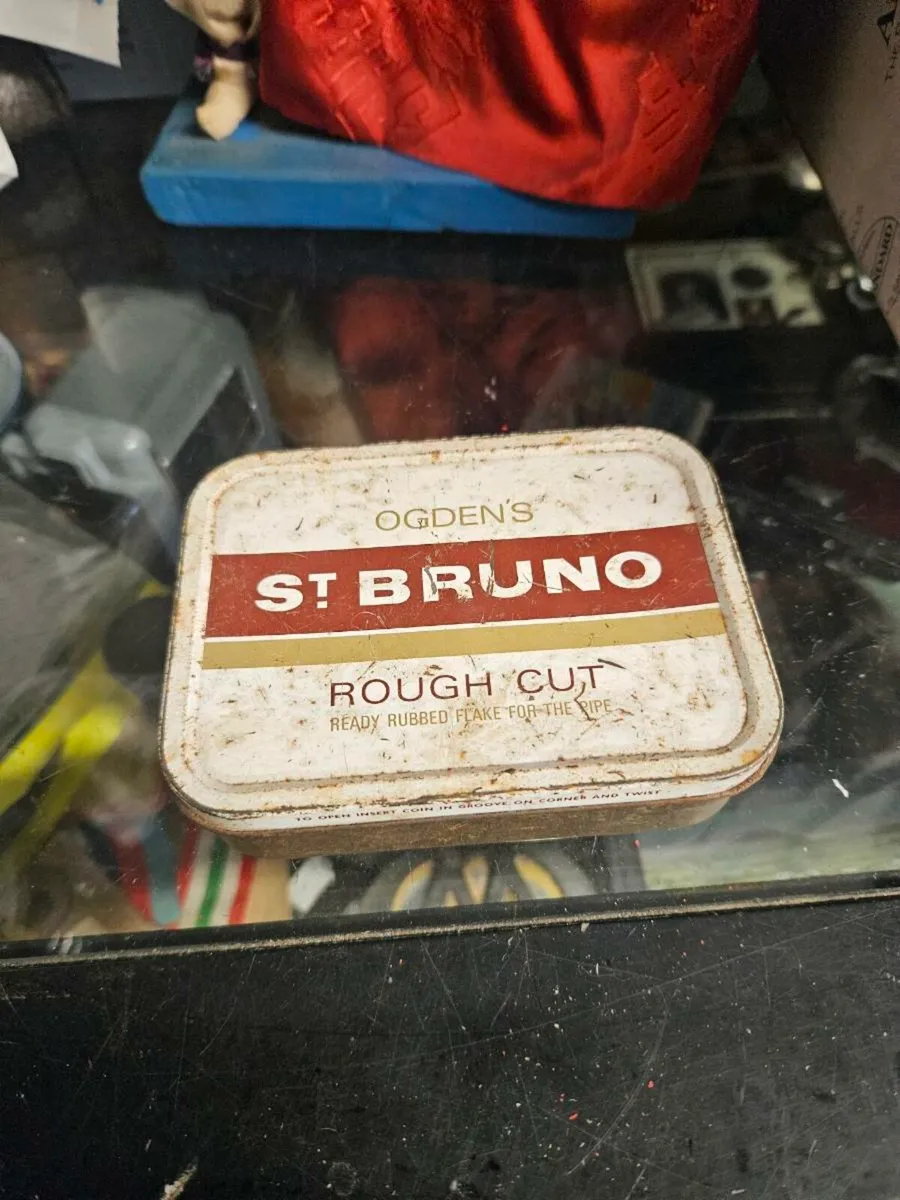 OGDEN'S
ST BRUNO
ROUGH CUT
READY RUBBED FLAKE FOR THE PIPE
TO OPEN INSERT COIN IN GROOVE ON CORNER AND TWIST